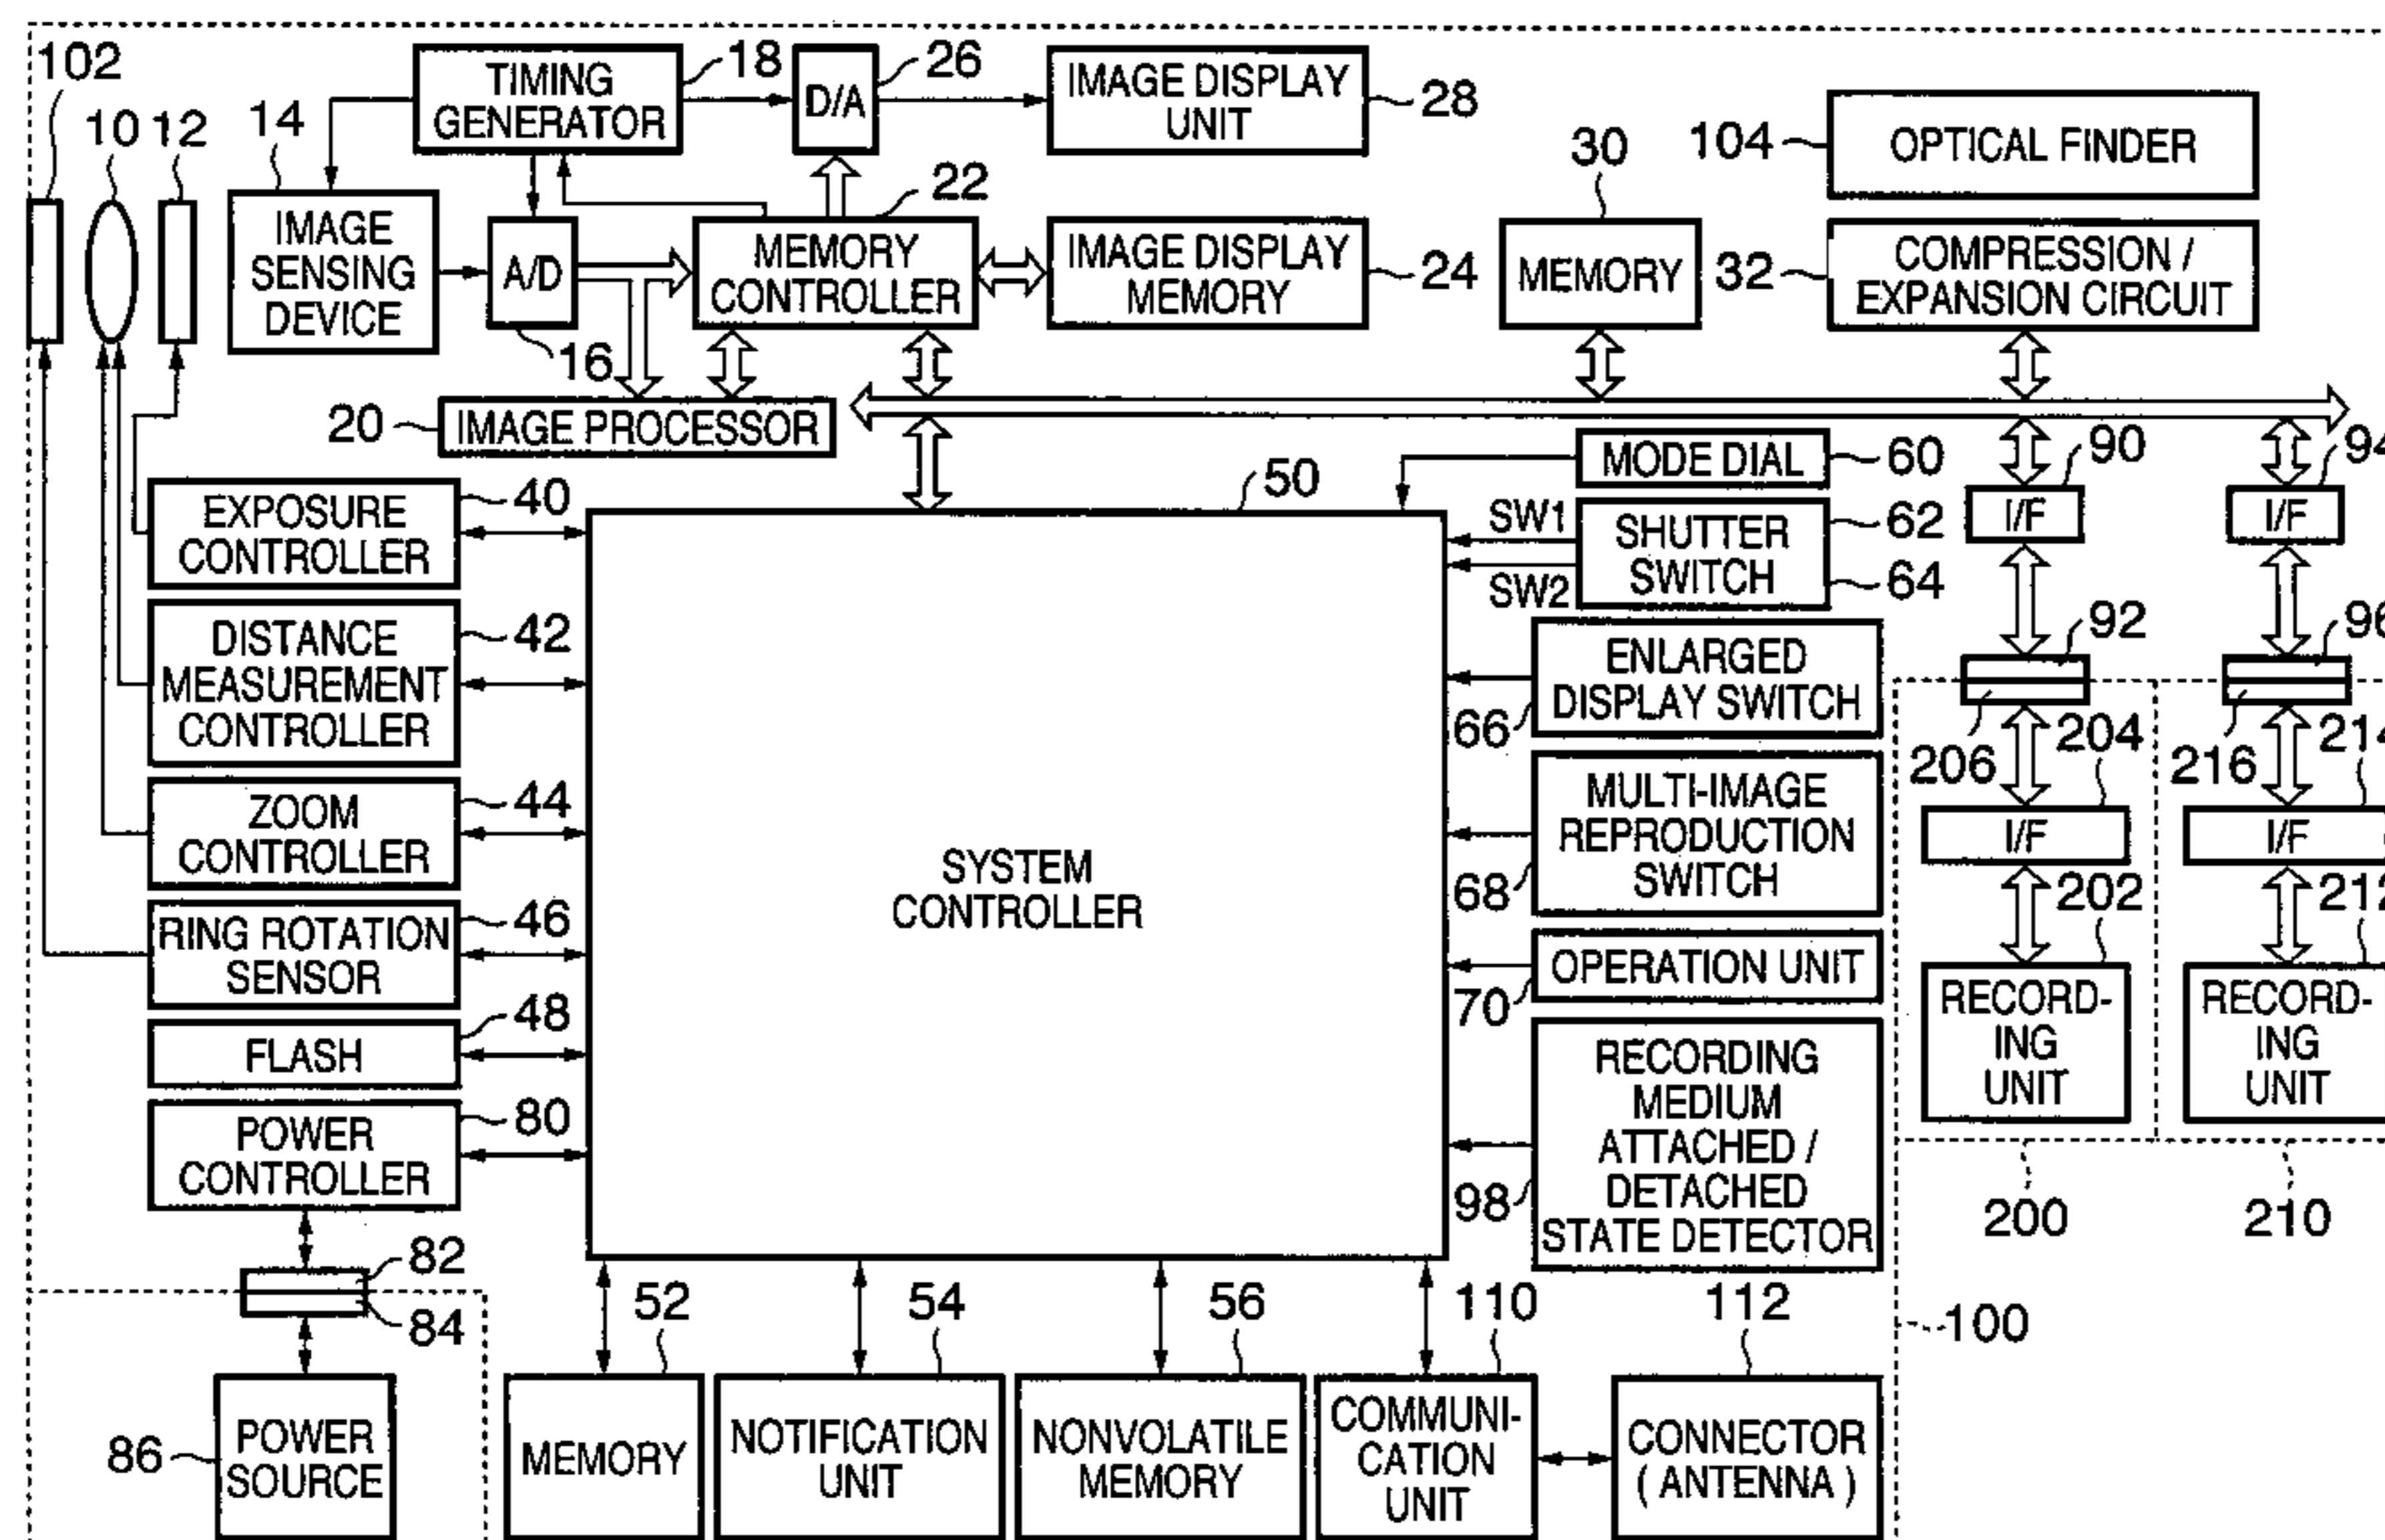 102
10
12
14
TIMING
GENERATOR
18
D/A
26
IMAGE DISPLAY
UNIT
28
104
OPTICAL FINDER
IMAGE
SENSING
DEVICE
A/D
16
22
MEMORY
CONTROLLER
IMAGE DISPLAY
MEMORY
24
30
MEMORY
32
COMPRESSION /
EXPANSION CIRCUIT
20
IMAGE PROCESSOR
EXPOSURE
CONTROLLER
40
DISTANCE
MEASUREMENT
CONTROLLER
42
ZOOM
CONTROLLER
44
RING ROTATION
SENSOR
46
FLASH
48
POWER
CONTROLLER
80
82
84
86
POWER
SOURCE
50
SYSTEM
CONTROLLER
MODE DIAL
60
SW1
SW2
SHUTTER
SWITCH
62
64
ENLARGED
DISPLAY SWITCH
66
MULTI-IMAGE
REPRODUCTION
SWITCH
68
OPERATION UNIT
70
RECORDING
MEDIUM
ATTACHED /
DETACHED
STATE DETECTOR
98
90
I/F
92
206
204
I/F
202
RECORD-
ING
UNIT
200
94
I/F
96
216
214
I/F
212
RECORD-
ING
UNIT
210
52
MEMORY
54
NOTIFICATION
UNIT
56
NONVOLATILE
MEMORY
110
COMMUNI-
CATION
UNIT
112
CONNECTOR
( ANTENNA )
100